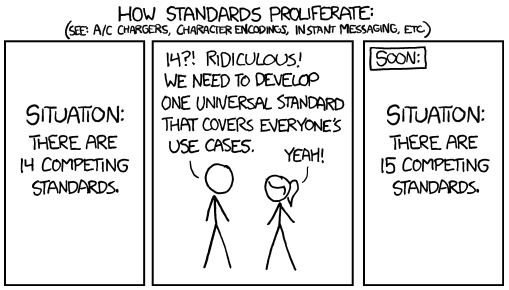 HOW STANDARDS PROLIFERATE:
(SEE: A/C CHARGERS, CHARACTER ENCODINGS, INSTANT MESSAGING, ETC.)
SITUATION:
THERE ARE
14 COMPETING
STANDARDS.
14?! RIDICULOUS!
WE NEED TO DEVELOP
ONE UNIVERSAL STANDARD
THAT COVERS EVERYONE'S
USE CASES.
YEAH!
SOON:
SITUATION:
THERE ARE
15 COMPETING
STANDARDS.